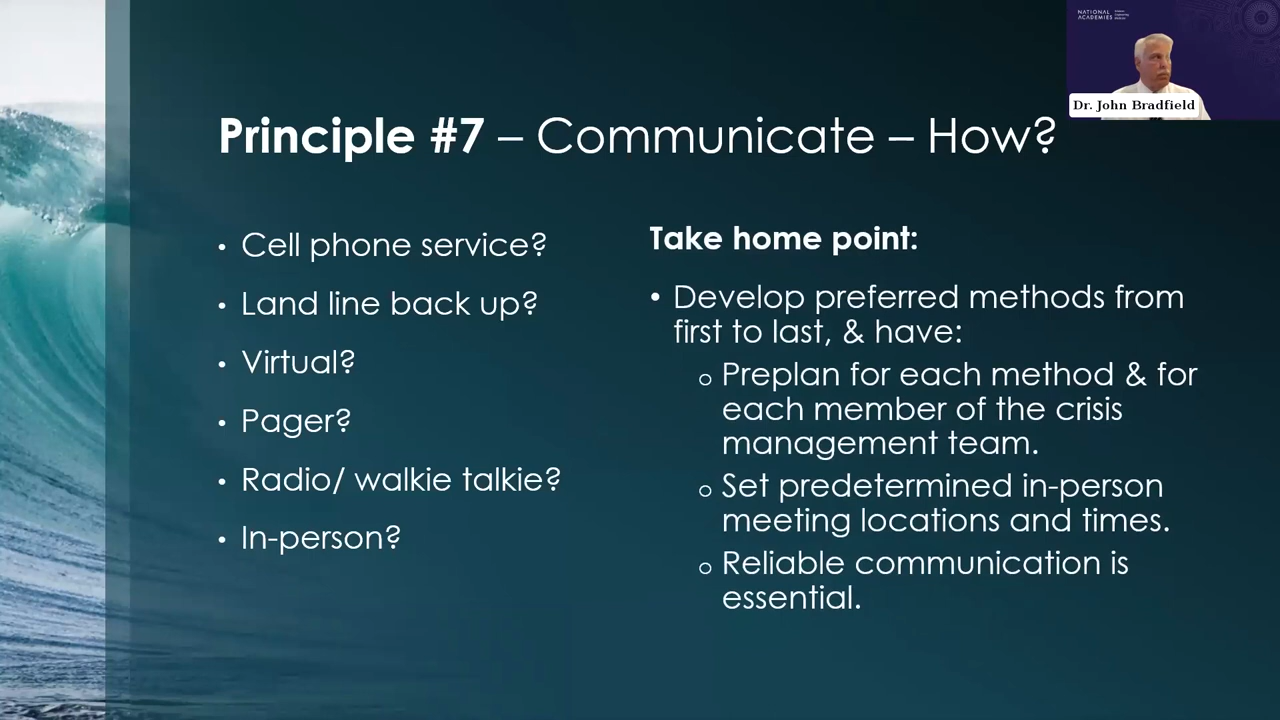 NATIONAL
ACADEMIES
Dr. John Bradfield
Principle #7 – Communicate – How?
• Cell phone service?
• Land line back up?
• Virtual?
• Pager?
• Radio/ walkie talkie?
• In-person?
Take home point:
• Develop preferred methods from
first to last, & have:
o Preplan for each method & for
each member of the crisis
management team.
o Set predetermined in-person
meeting locations and times.
o Reliable communication is
essential.